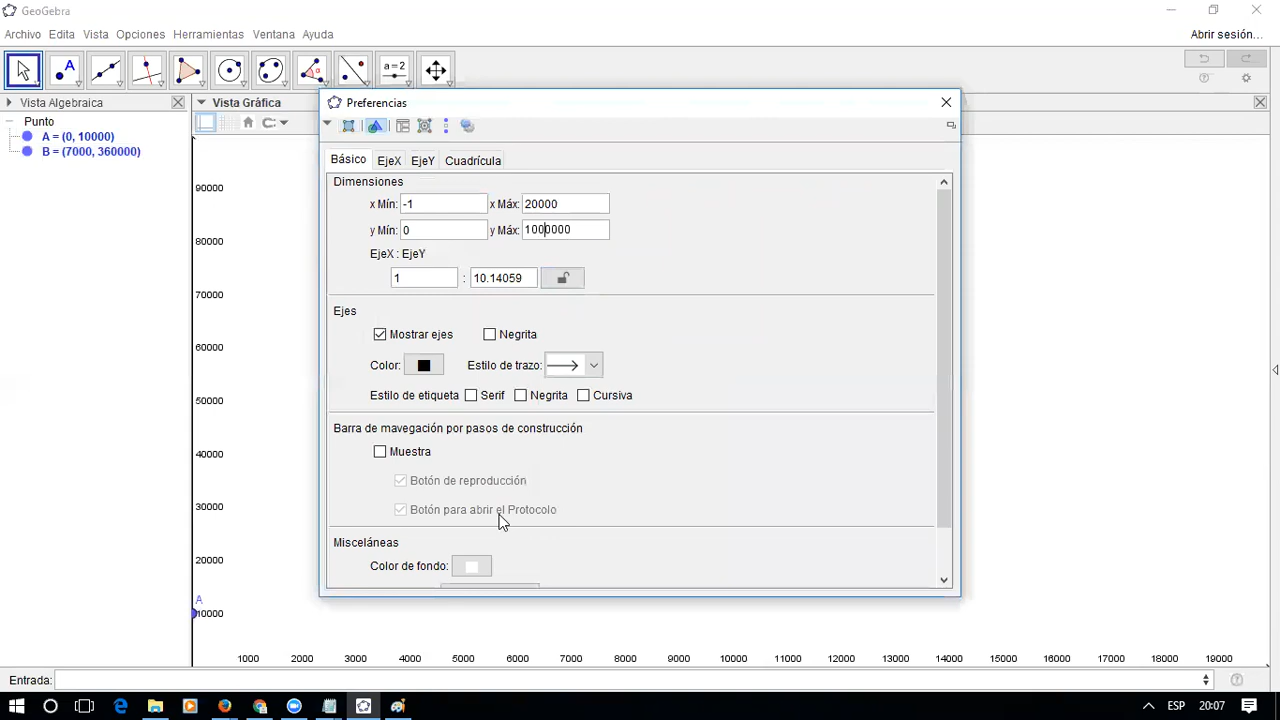 GeoGebra
Archivo Edita Vista Opciones Herramientas Ventana Ayuda
Abrir sesión...
A
a=2
Vista Algebraica
Vista Gráfica
Punto
A = (0, 10000)
B = (7000, 360000)
Preferencias
Básico EjeX EjeY Cuadrícula
Dimensiones
x Mín: -1 x Máx: 20000
y Mín: 0 y Máx: 1000000
EjeX : EjeY
1 : 10.14059
Ejes
Mostrar ejes Negrita
Color: Estilo de trazo:
Estilo de etiqueta Serif Negrita Cursiva
Barra de mavegación por pasos de construcción
Muestra
Botón de reproducción
Botón para abrir el Protocolo
Misceláneas
Color de fondo:
90000
80000
70000
60000
50000
40000
30000
20000
A
10000
1000 2000 3000 4000 5000 6000 7000 8000 9000 10000 11000 12000 13000 14000 15000 16000 17000 18000 19000
Entrada:
ESP 20:07